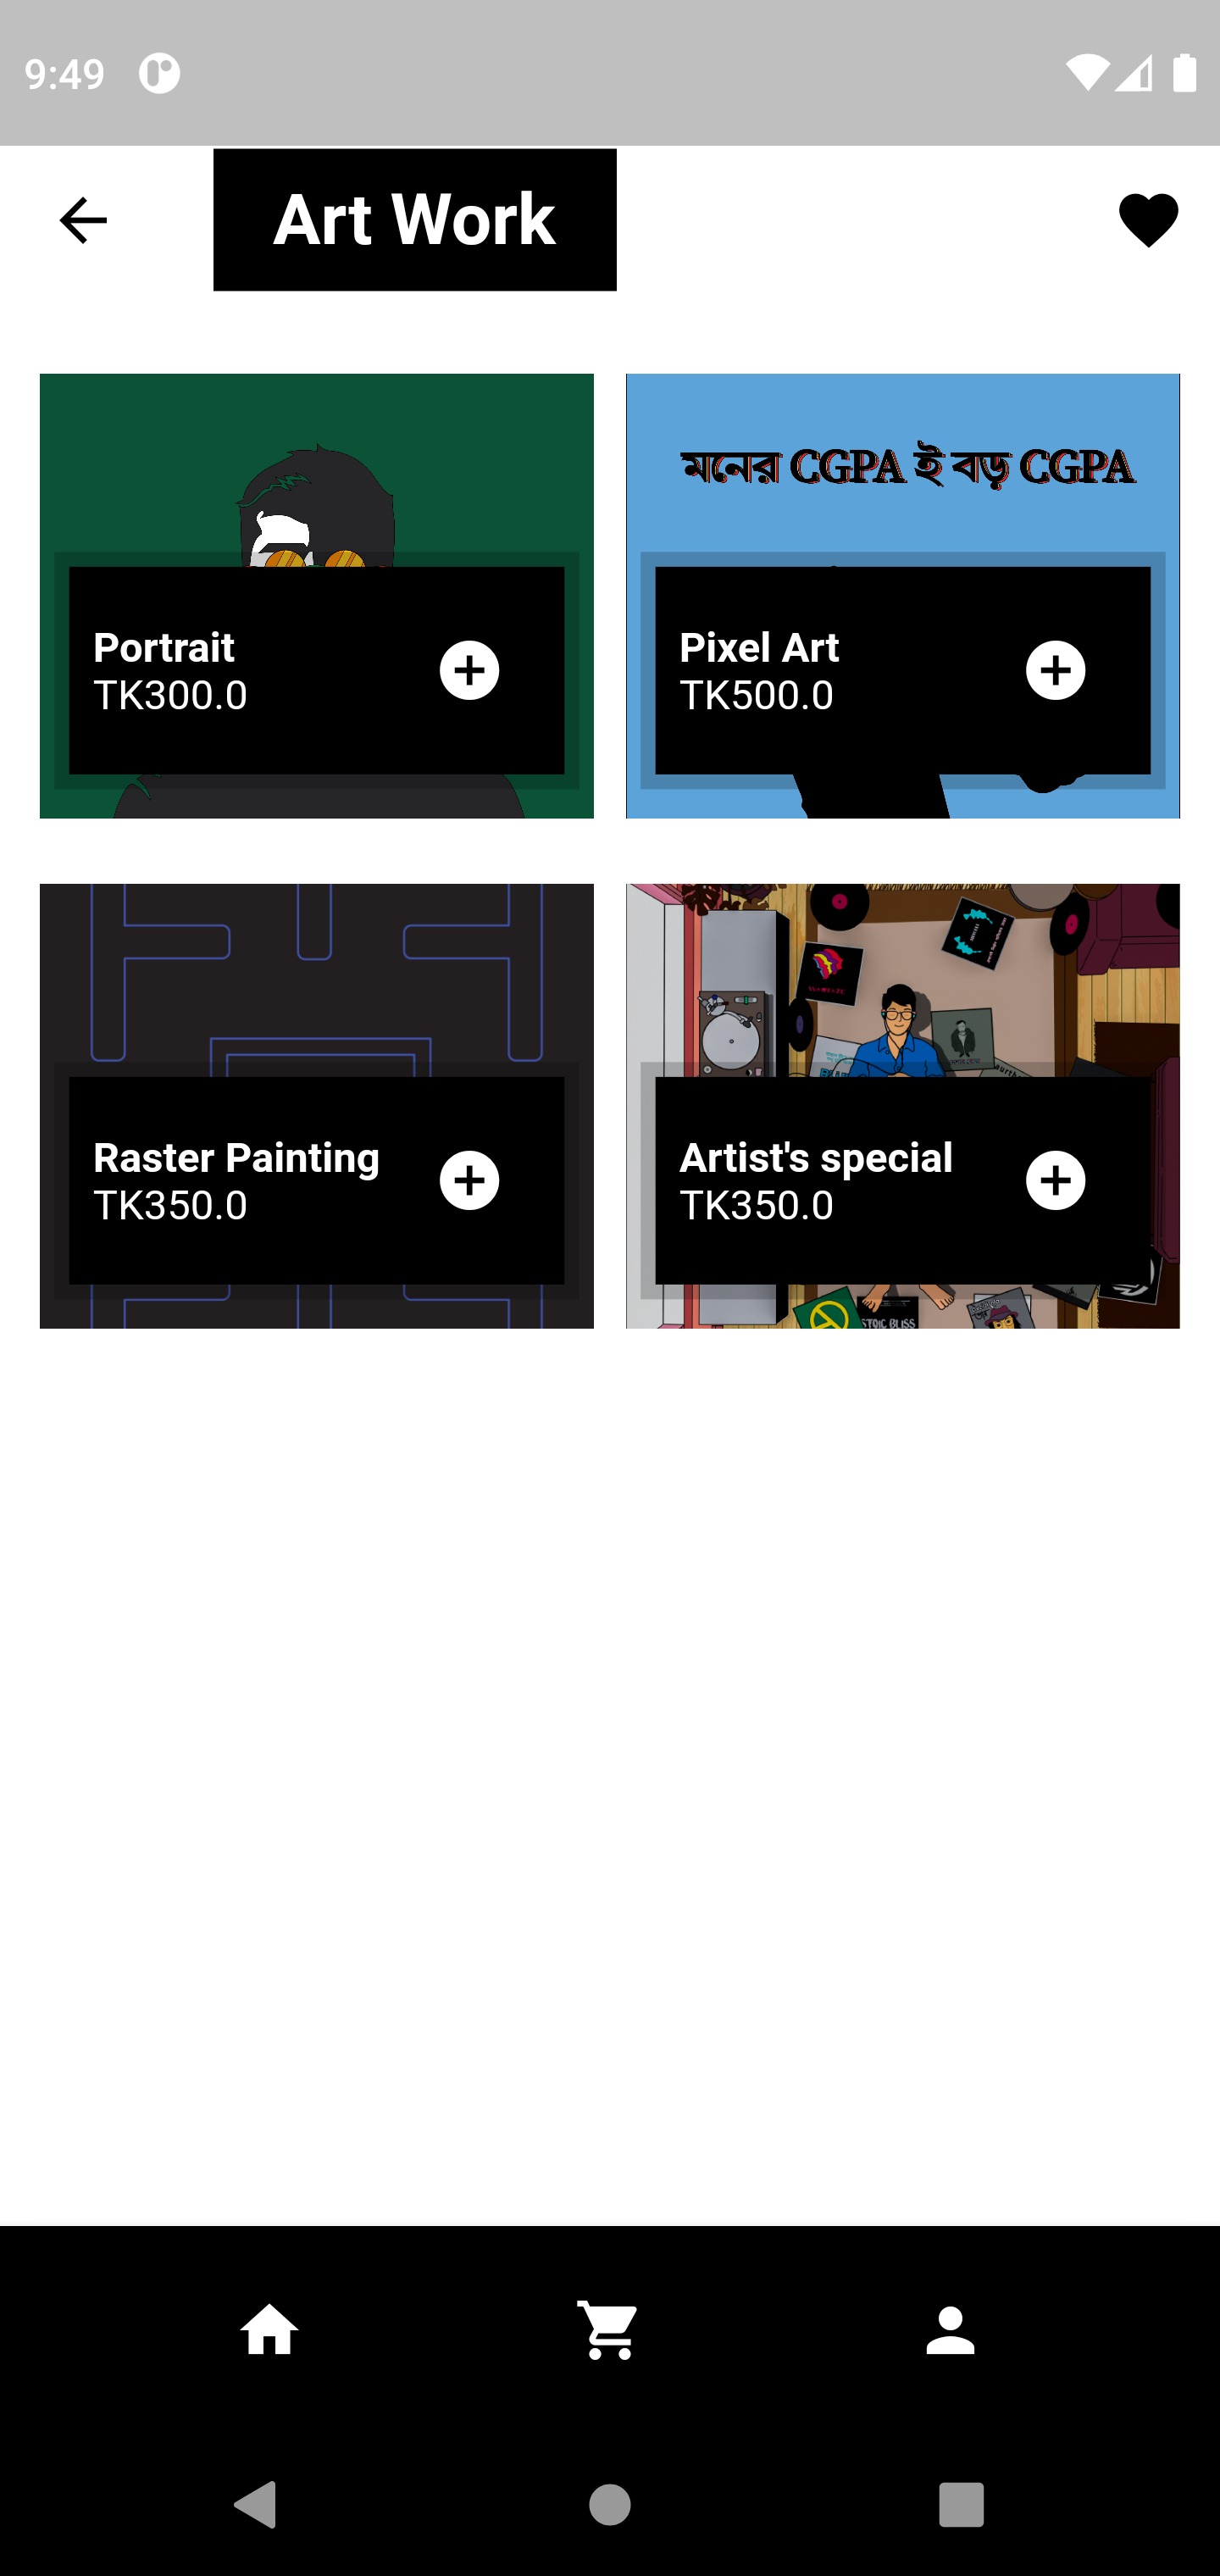 9:49
Art Work
মনের CGPA ই বড় CGPA
Portrait
TK300.0
Pixel Art
TK500.0
Raster Painting
TK350.0
Artist's special
TK350.0
STOIC BLISS